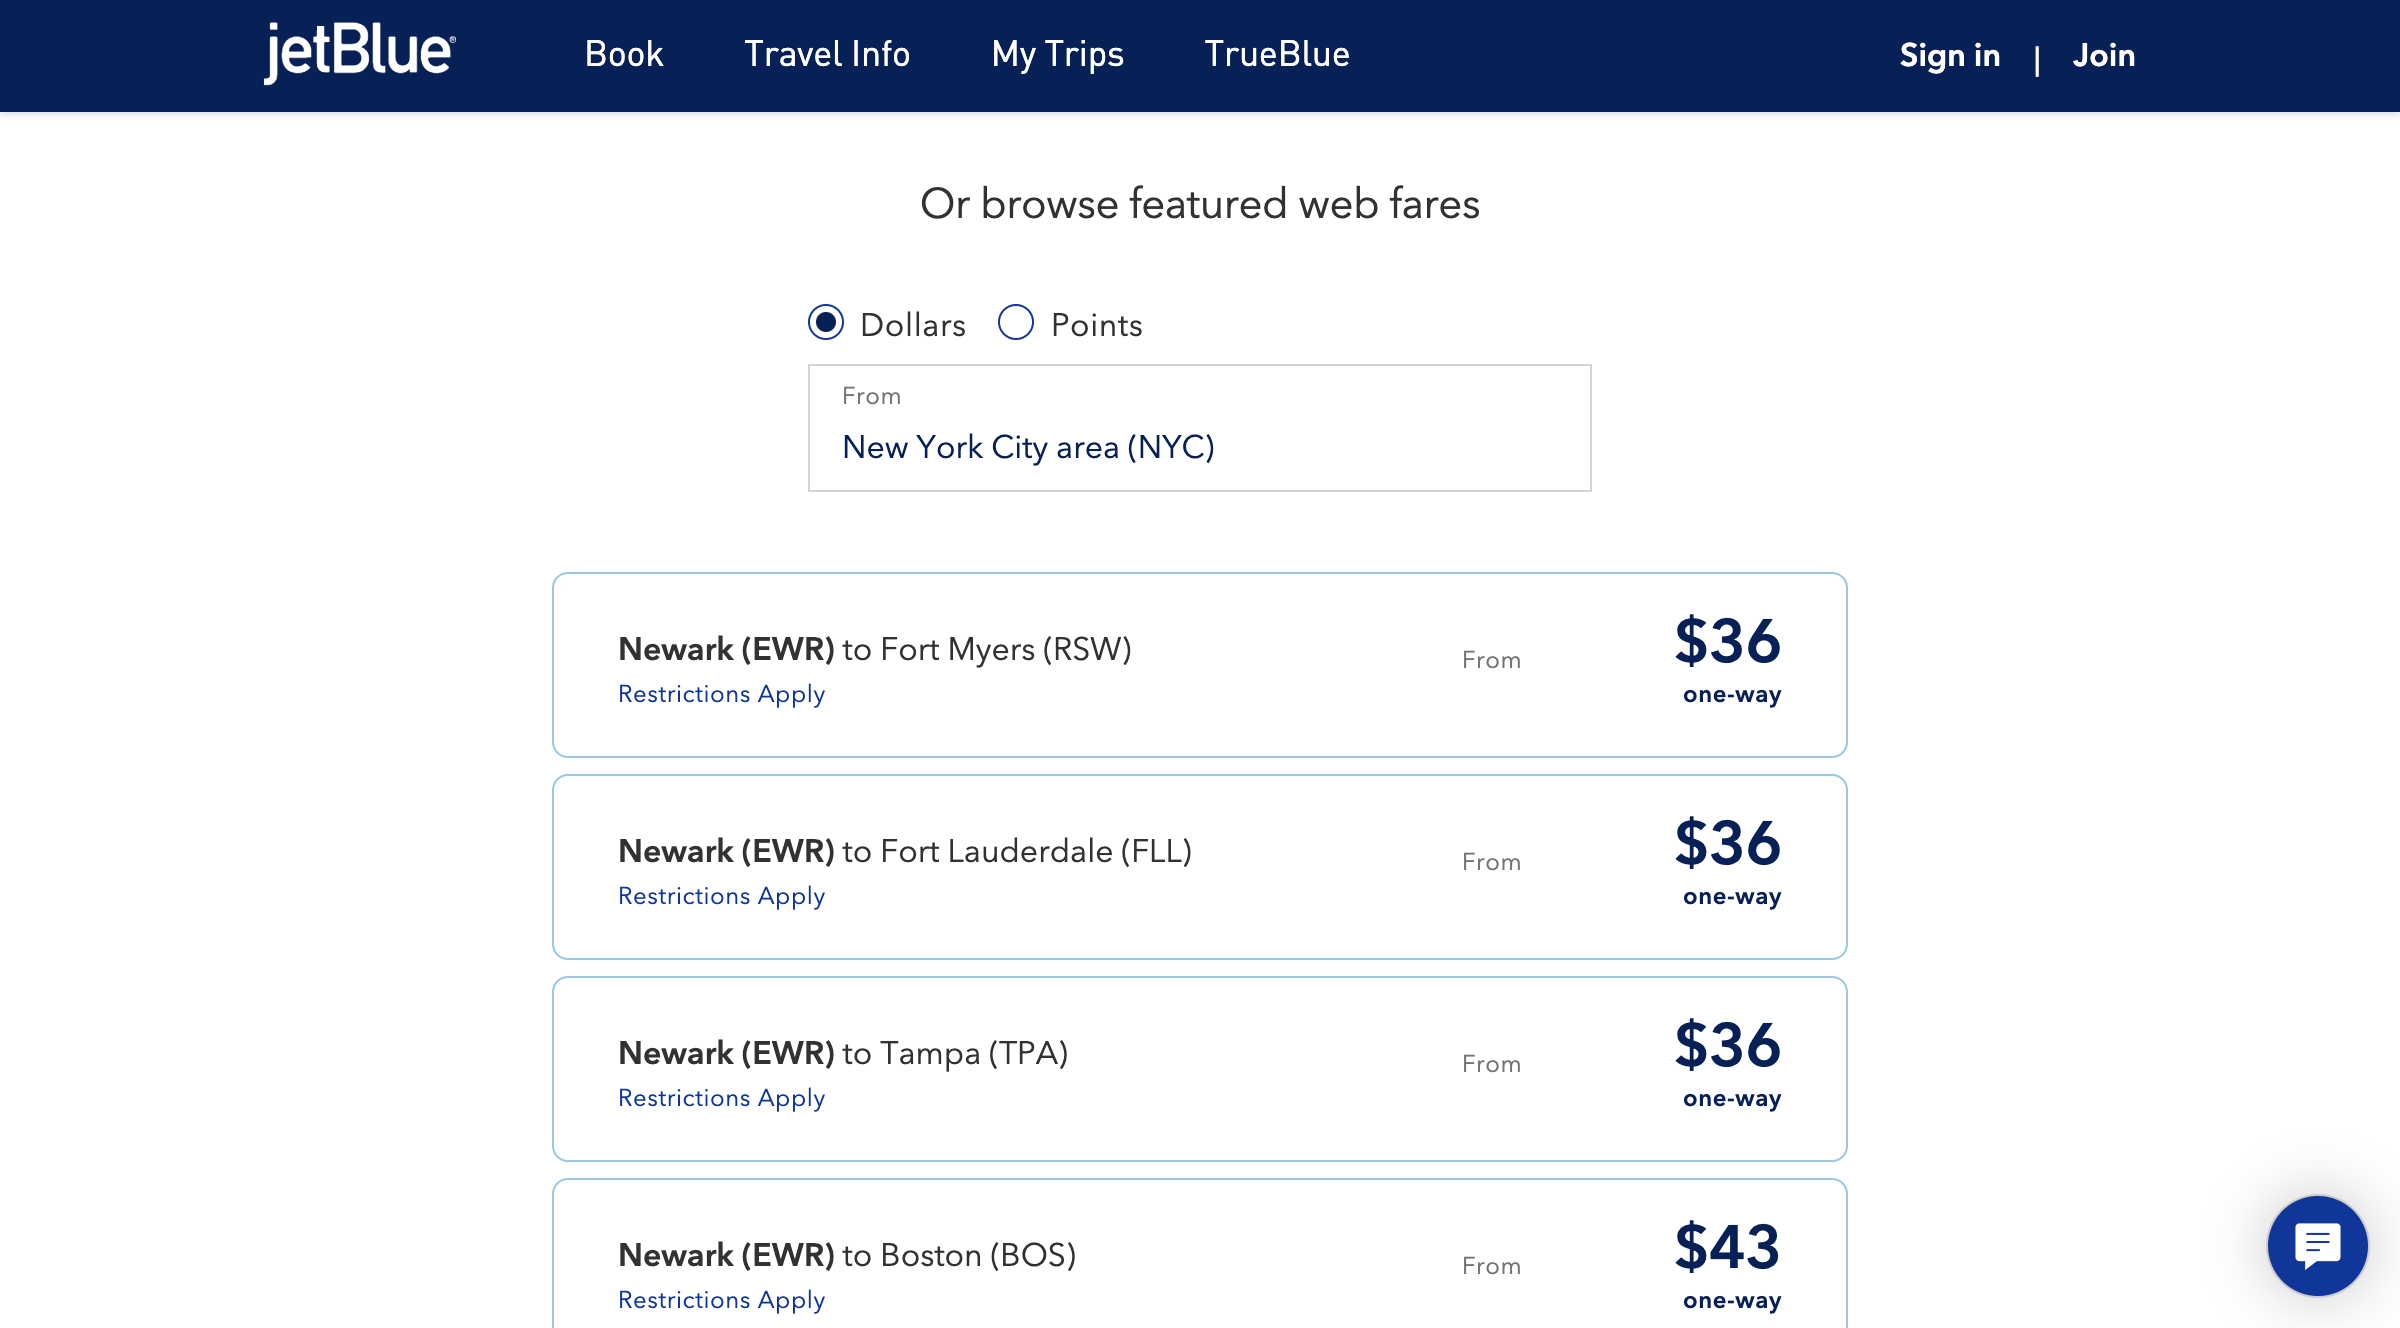 jetBlue®
Book
Travel Info
My Trips
TrueBlue
Sign in | Join
Or browse featured web fares
Dollars
Points
From
New York City area (NYC)
Newark (EWR) to Fort Myers (RSW)
Restrictions Apply
From
$36
one-way
Newark (EWR) to Fort Lauderdale (FLL)
Restrictions Apply
From
$36
one-way
Newark (EWR) to Tampa (TPA)
Restrictions Apply
From
$36
one-way
Newark (EWR) to Boston (BOS)
Restrictions Apply
From
$43
one-way